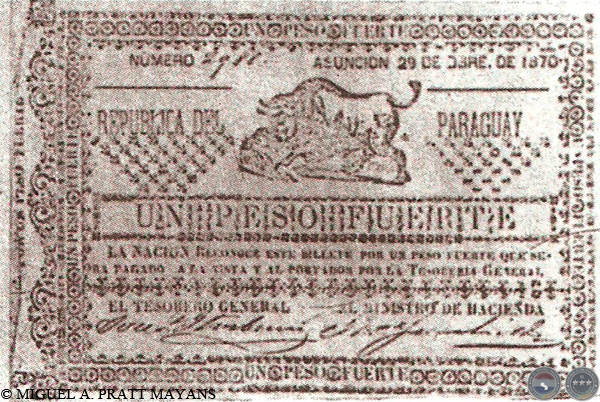 UN PESO FUERTE
NUMERO
ASUNCION 29 DE DBRE. DE 1870
REPUBLICA DEL PARAGUAY
UN PESO FUERTE
LA NACION RECONOCE ESTE BILLETE POR UN PESO FUERTE QUE SE-
RA PAGADO A LA VISTA Y AL PORTADOR POR LA TESORERIA GENERAL.
EL TESORERO GENERAL EL MINISTRO DE HACIENDA
UN PESO FUERTE
© MIGUEL A. PRATT MAYANS